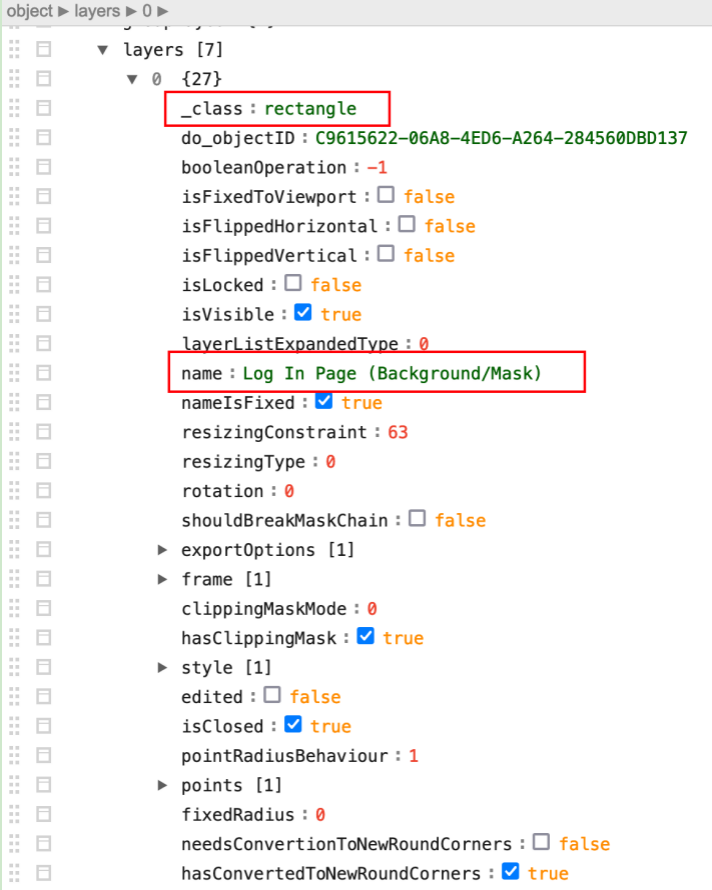 object ▶ layers ▶ 0 ▶
▼ layers [7]
▼ 0 {27}
_class : rectangle
do_objectID : C9615622-06A8-4ED6-A264-284560DBD137
booleanOperation : -1
isFixedToViewport : false
isFlippedHorizontal : false
isFlippedVertical : false
isLocked : false
isVisible : true
layerListExpandedType : 0
name : Log In Page (Background/Mask)
nameIsFixed : true
resizingConstraint : 63
resizingType : 0
rotation : 0
shouldBreakMaskChain : false
▶ exportOptions [1]
▶ frame [1]
clippingMaskMode : 0
hasClippingMask : true
▶ style [1]
edited : false
isClosed : true
pointRadiusBehaviour : 1
▶ points [1]
fixedRadius : 0
needsConvertionToNewRoundCorners : false
hasConvertedToNewRoundCorners : true